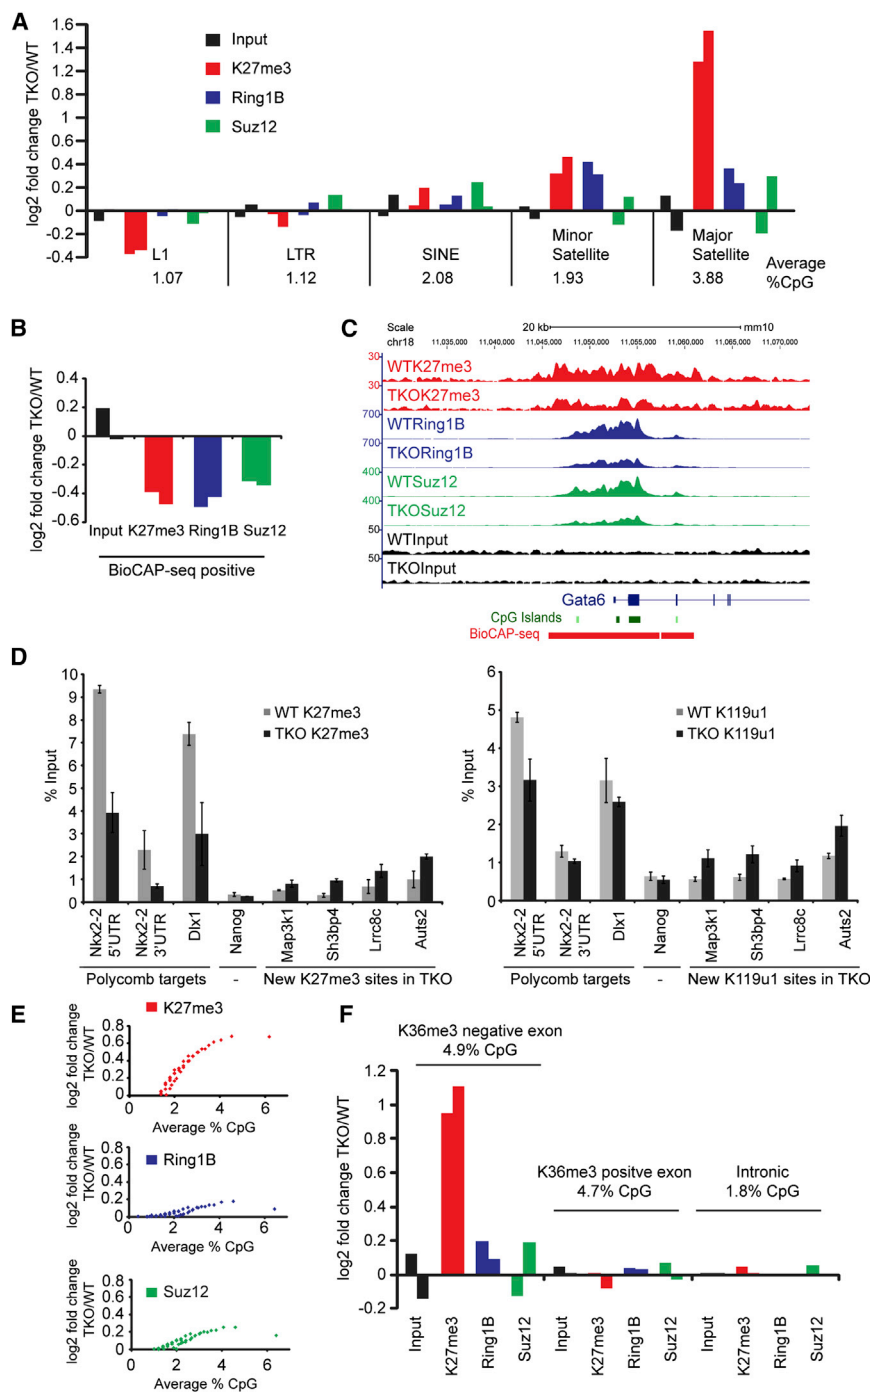 A
log2 fold change TKO/WT
1.6
1.4
1.2
1
1.6
0.4
0.2
0
-0.2
-0.4
Input
K27me3
Ring1B
Suz12
L1
LTR
SINE
Minor Satellite
Major Satellite
1.07
1.12
2.08
1.93
3.88
Average %CpG
B
log2 fold change TKO/WT
0.4
0.2
0
-0.2
-0.4
-0.6
Input K27me3 Ring1B Suz12
BioCAP-seq positive
C
Scale
20 kb
mm10
chr18
11,035,000
11,040,000
11,045,000
11,050,000
11,055,000
11,060,000
11,065,000
11,070,000
30
WTK27me3
30
TKOK27me3
700
WTRing1B
700
TKORing1B
400
WTSuz12
400
TKOSuz12
50
WTInput
50
TKOInput
Gata6
CpG Islands
BioCAP-seq
D
% Input
10
9
8
7
6
5
4
3
2
1
0
WT K27me3
TKO K27me3
Nkx2-2 5'UTR
Nkx2-2 3'UTR
Dlx1
Nanog
Map3k1
Sh3bp4
Lrrc8c
Auts2
Polycomb targets
-
New K27me3 sites in TKO
% Input
6
5
4
3
2
1
0
WT K119u1
TKO K119u1
Nkx2-2 5'UTR
Nkx2-2 3'UTR
Dlx1
Nanog
Map3k1
Sh3bp4
Lrrc8c
Auts2
Polycomb targets
-
New K119u1 sites in TKO
E
K27me3
log2 fold change TKO/WT
0.8
0.6
0.4
0.2
0
0 2 4 6
Average % CpG
Ring1B
log2 fold change TKO/WT
0.8
0.6
0.4
0.2
0
0 2 4 6
Average % CpG
Suz12
log2 fold change TKO/WT
0.8
0.6
0.4
0.2
0 2 4 6
Average % CpG
F
K36me3 negative exon
4.9% CpG
K36me3 positve exon
4.7% CpG
Intronic
1.8% CpG
log2 fold change TKO/WT
1.2
1
0.8
0.6
0.4
0.2
0
-0.2
Input
K27me3
Ring1B
Suz12
Input
K27me3
Ring1B
Suz12
Input
K27me3
Ring1B
Suz12